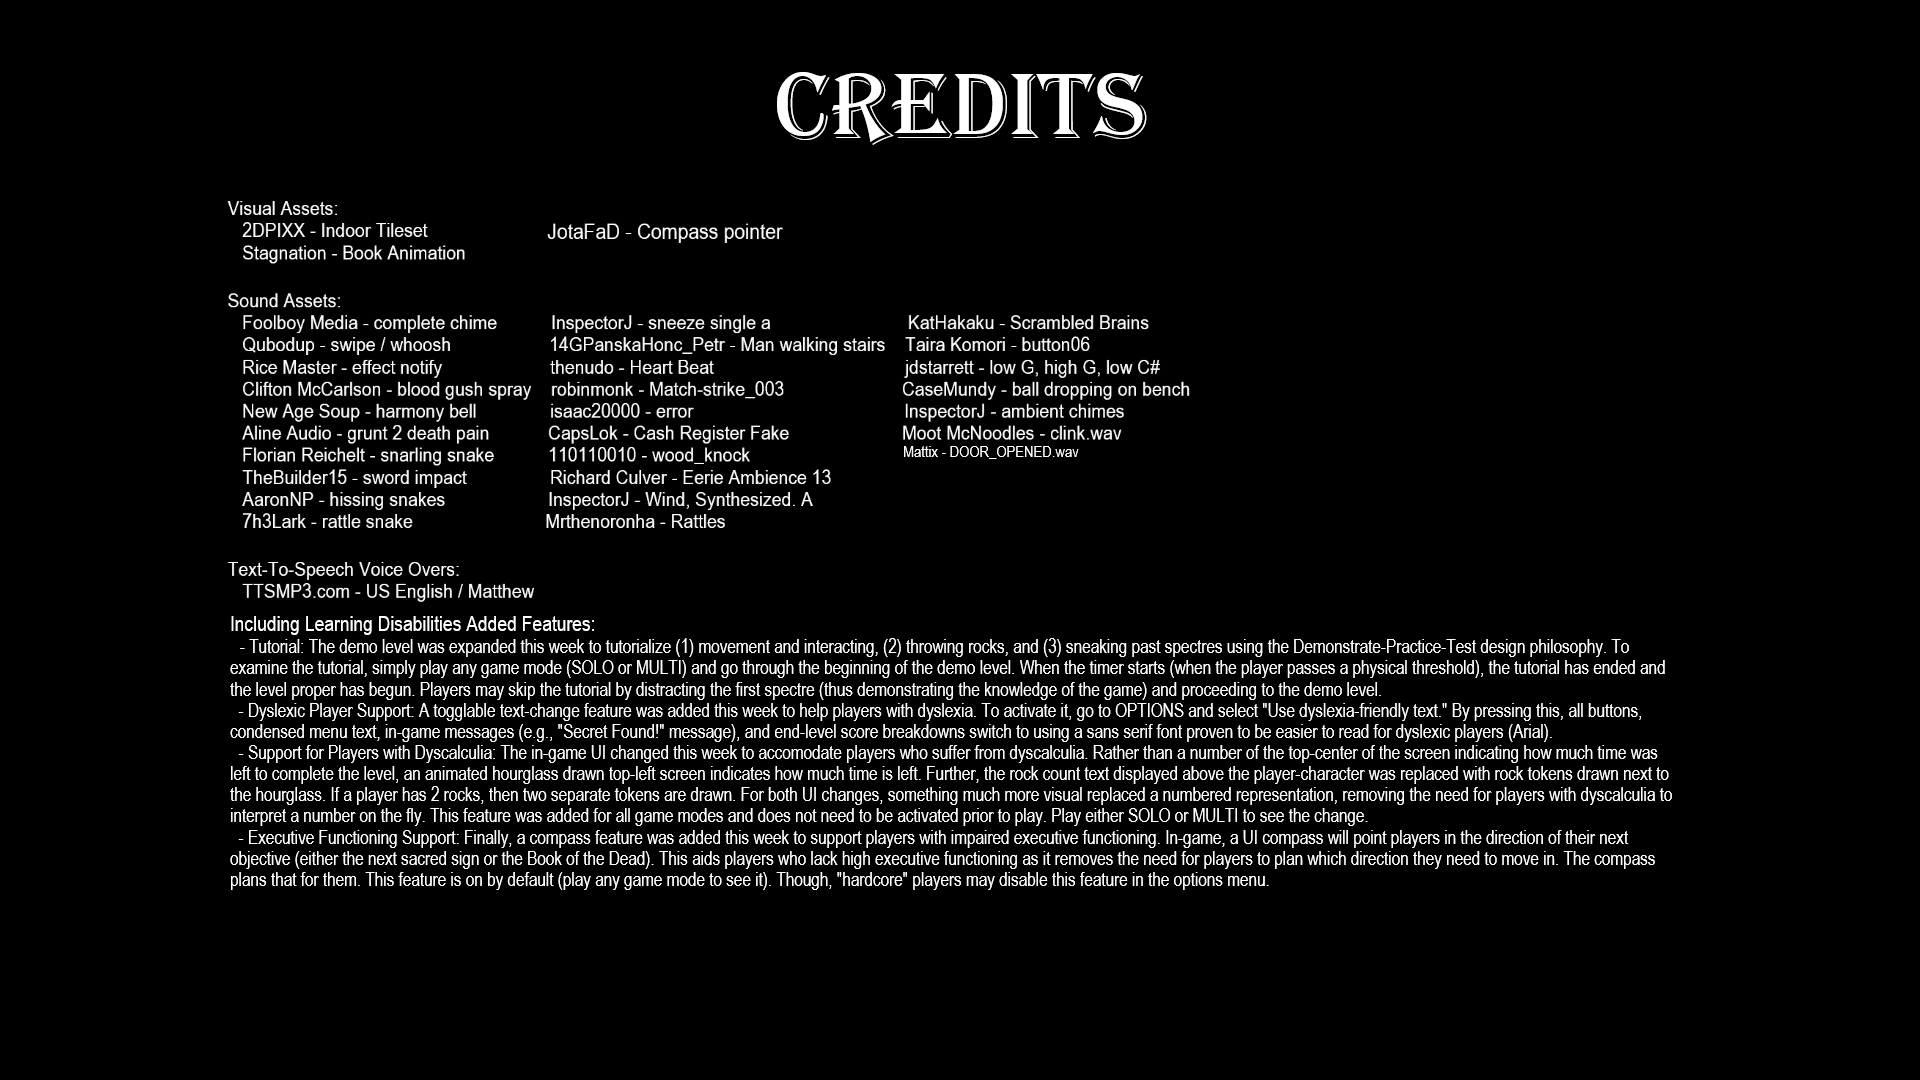 CREDITS
Visual Assets:
2DPIXX - Indoor Tileset
JotaFaD - Compass pointer
Stagnation - Book Animation
Sound Assets:
Foolboy Media - complete chime
Qubodup - swipe / whoosh
Rice Master - effect notify
Clifton McCarlson - blood gush spray
New Age Soup - harmony bell
Aline Audio - grunt 2 death pain
Florian Reichelt - snarling snake
TheBuilder15 - sword impact
AaronNP - hissing snakes
7h3Lark - rattle snake
InspectorJ - sneeze single a
14GPanskaHonc_Petr - Man walking stairs
thenudo - Heart Beat
robinmonk - Match-strike_003
isaac20000 - error
CapsLok - Cash Register Fake
110110010 - wood_knock
Richard Culver - Eerie Ambience 13
InspectorJ - Wind, Synthesized. A
Mrthenoronha - Rattles
KatHakaku - Scrambled Brains
Taira Komori - button06
jdstarrett - low G, high G, low C#
CaseMundy - ball dropping on bench
InspectorJ - ambient chimes
Moot McNoodles - clink.wav
Mattix - DOOR_OPENED.wav
Text-To-Speech Voice Overs:
TTSMP3.com - US English / Matthew
Including Learning Disabilities Added Features:
- Tutorial: The demo level was expanded this week to tutorialize (1) movement and interacting, (2) throwing rocks, and (3) sneaking past spectres using the Demonstrate-Practice-Test design philosophy. To
examine the tutorial, simply play any game mode (SOLO or MULTI) and go through the beginning of the demo level. When the timer starts (when the player passes a physical threshold), the tutorial has ended and
the level proper has begun. Players may skip the tutorial by distracting the first spectre (thus demonstrating the knowledge of the game) and proceeding to the demo level.
- Dyslexic Player Support: A togglable text-change feature was added this week to help players with dyslexia. To activate it, go to OPTIONS and select "Use dyslexia-friendly text." By pressing this, all buttons,
condensed menu text, in-game messages (e.g., "Secret Found!" message), and end-level score breakdowns switch to using a sans serif font proven to be easier to read for dyslexic players (Arial).
- Support for Players with Dyscalculia: The in-game UI changed this week to accomodate players who suffer from dyscalculia. Rather than a number of the top-center of the screen indicating how much time was
left to complete the level, an animated hourglass drawn top-left screen indicates how much time is left. Further, the rock count text displayed above the player-character was replaced with rock tokens drawn next to
the hourglass. If a player has 2 rocks, then two separate tokens are drawn. For both UI changes, something much more visual replaced a numbered representation, removing the need for players with dyscalculia to
interpret a number on the fly. This feature was added for all game modes and does not need to be activated prior to play. Play either SOLO or MULTI to see the change.
- Executive Functioning Support: Finally, a compass feature was added this week to support players with impaired executive functioning. In-game, a UI compass will point players in the direction of their next
objective (either the next sacred sign or the Book of the Dead). This aids players who lack high executive functioning as it removes the need for players to plan which direction they need to move in. The compass
plans that for them. This feature is on by default (play any game mode to see it). Though, "hardcore" players may disable this feature in the options menu.